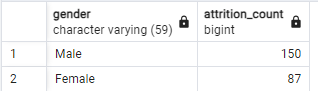 gender attrition_count
character varying (59) bigint
1 Male 150
2 Female 87